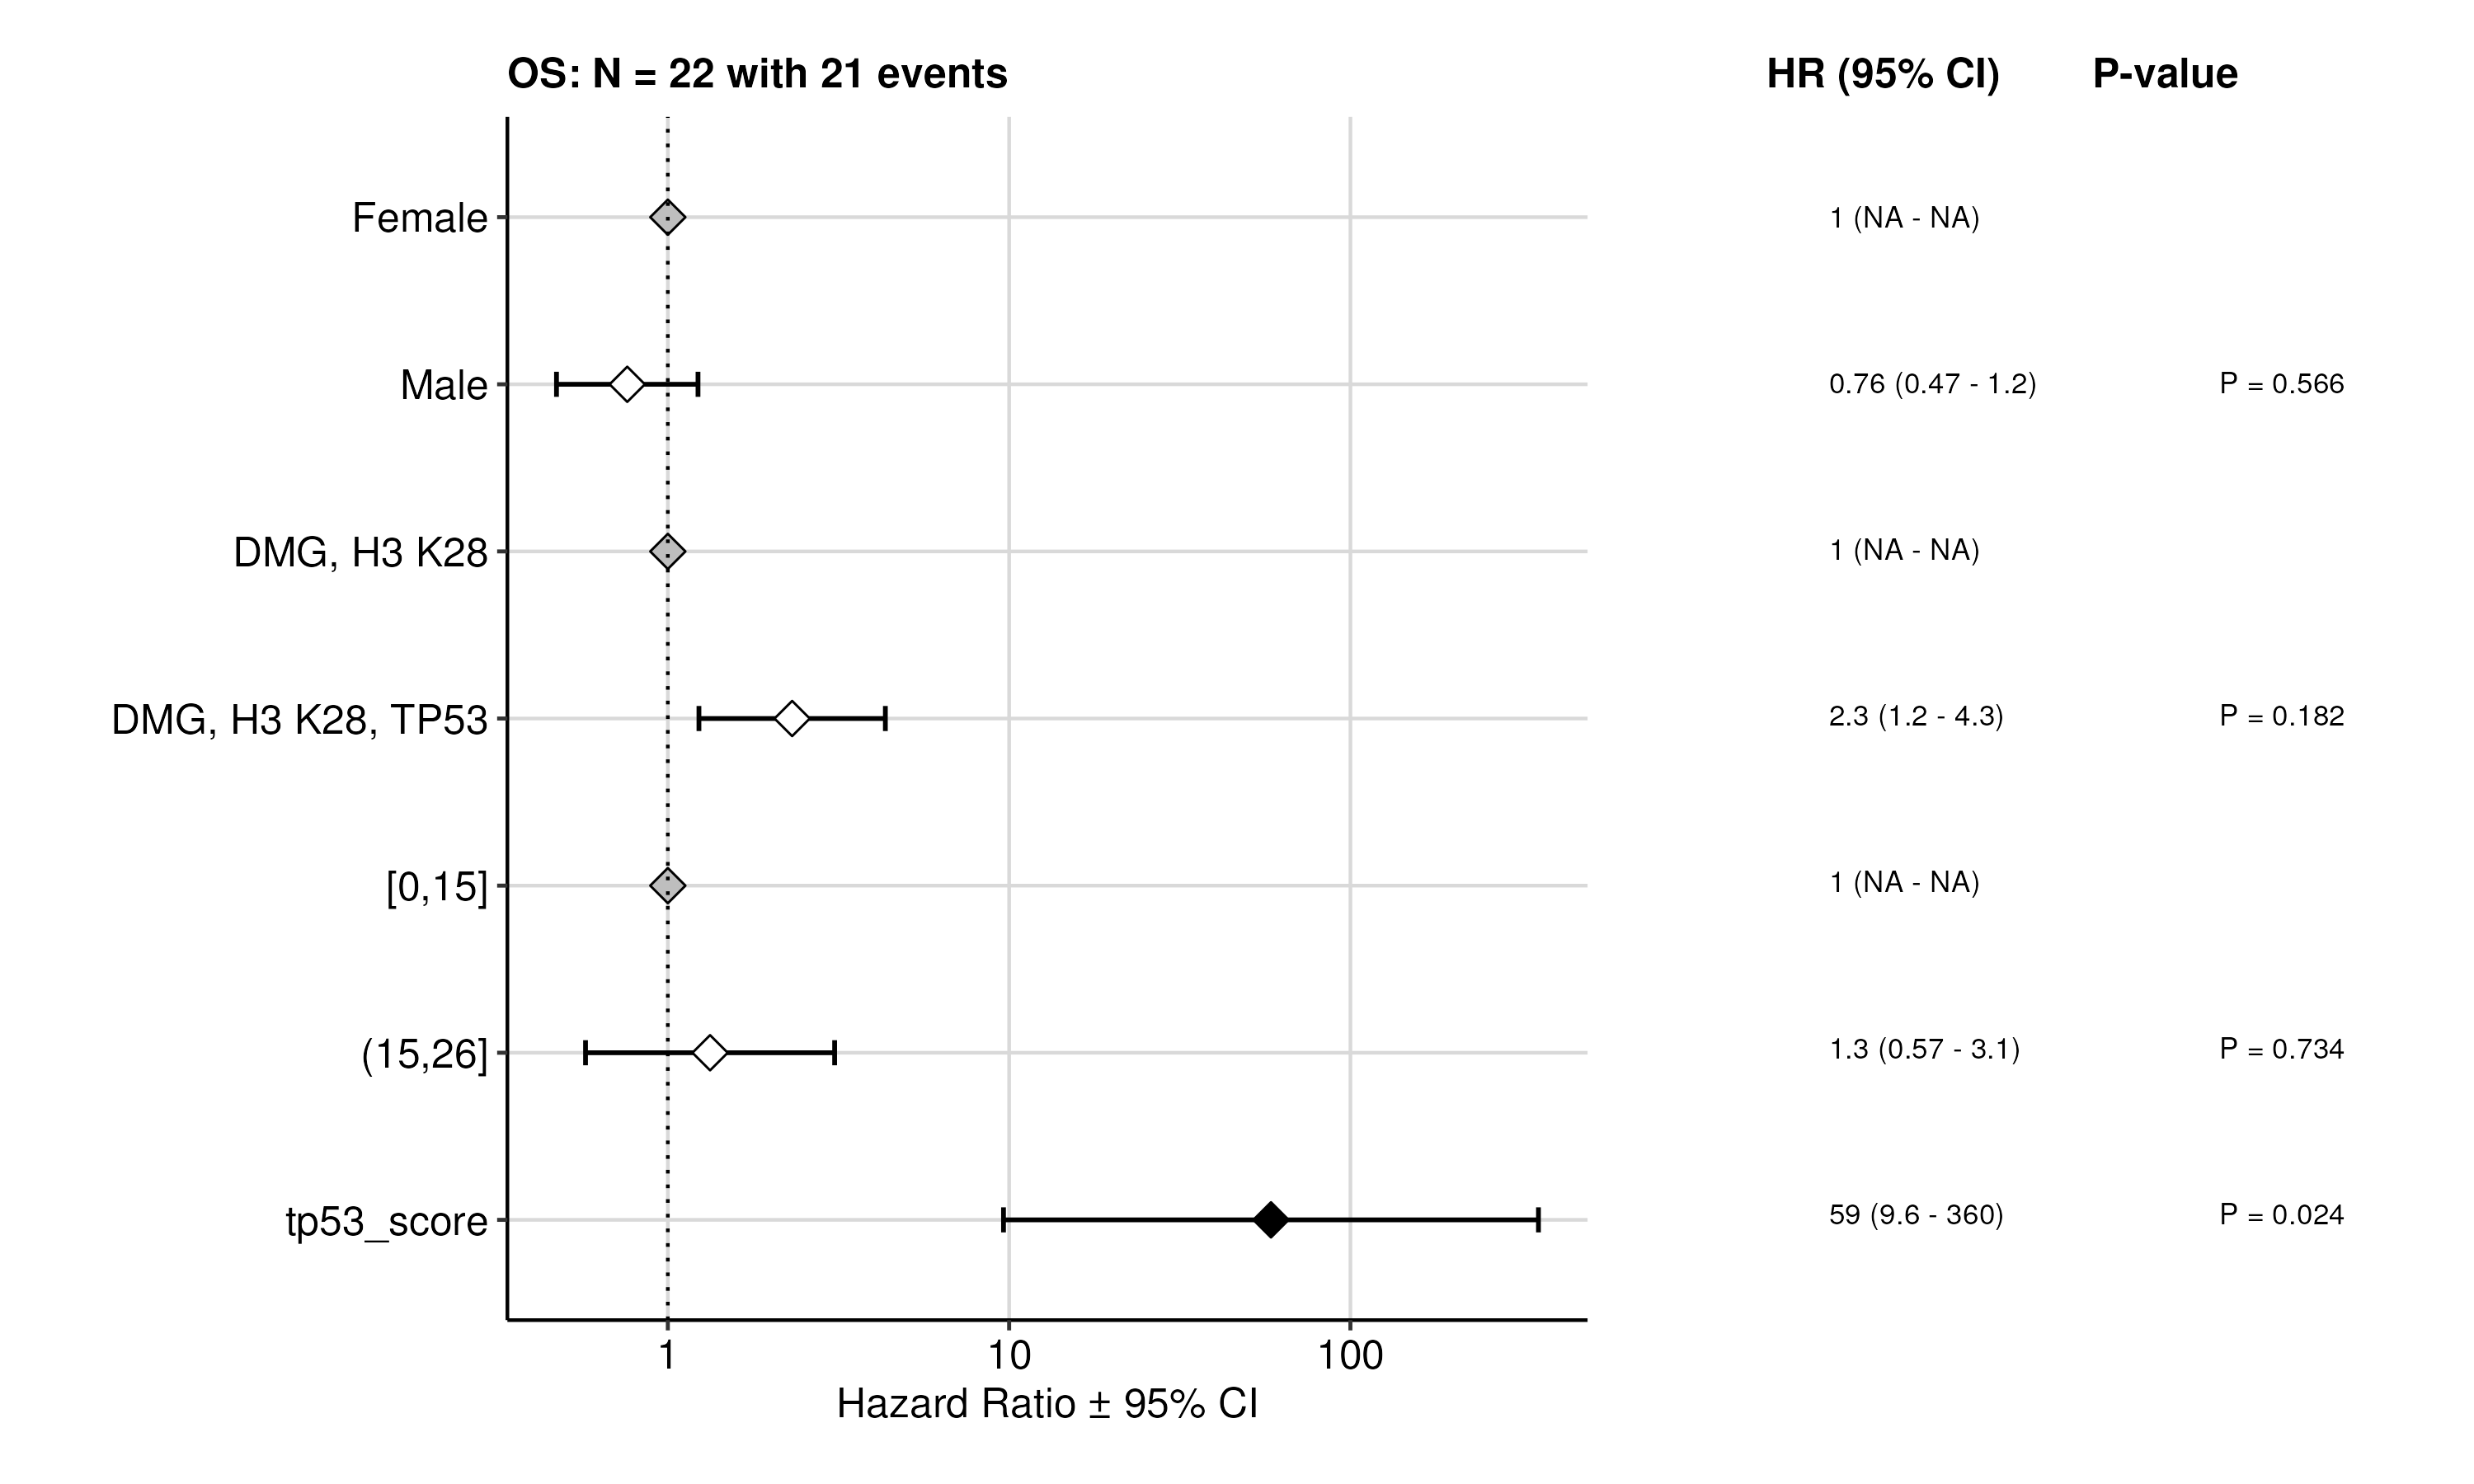 OS: N = 22 with 21 events HR (95% CI) P-value
Female 1 (NA - NA)
Male 0.76 (0.47 - 1.2) P = 0.566
DMG, H3 K28 1 (NA - NA)
DMG, H3 K28, TP53 2.3 (1.2 - 4.3) P = 0.182
[0,15] 1 (NA - NA)
(15,26] 1.3 (0.57 - 3.1) P = 0.734
tp53_score 59 (9.6 - 360) P = 0.024
1 10 100
Hazard Ratio ± 95% CI